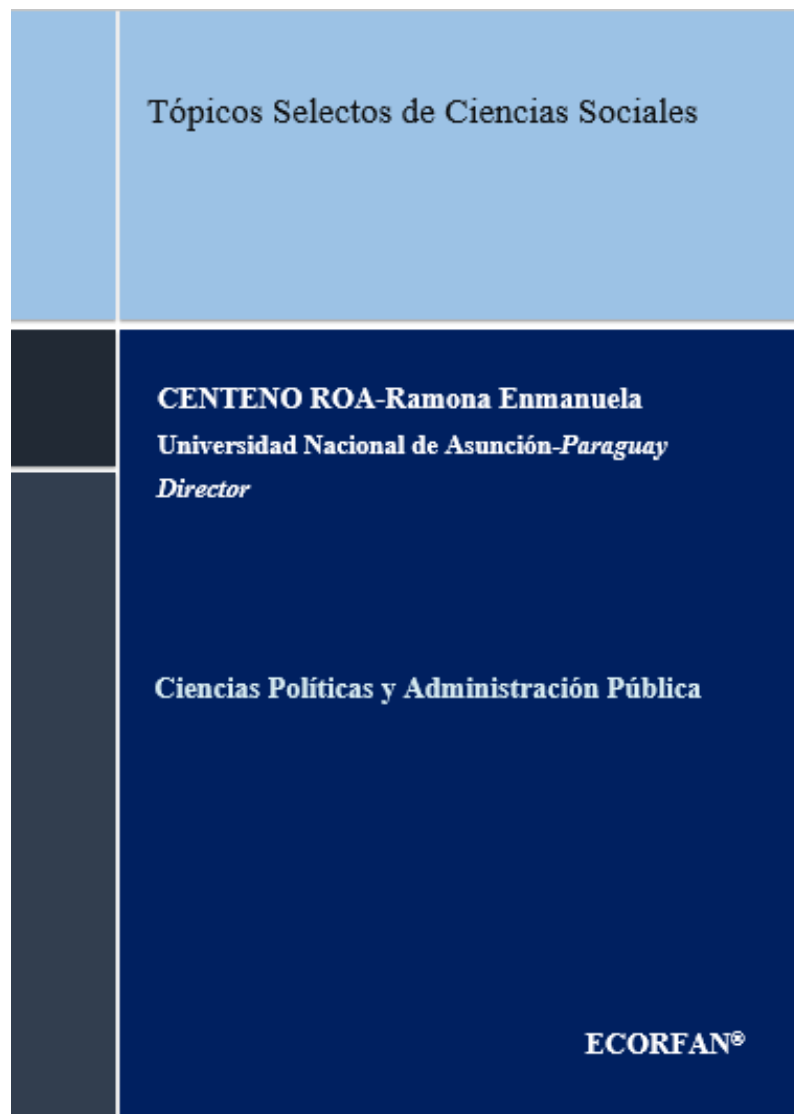 Tópicos Selectos de Ciencias Sociales
CENTENO ROA-Ramona Enmanuela
Universidad Nacional de Asunción-Paraguay
Director
Ciencias Políticas y Administración Pública
ECORFAN®